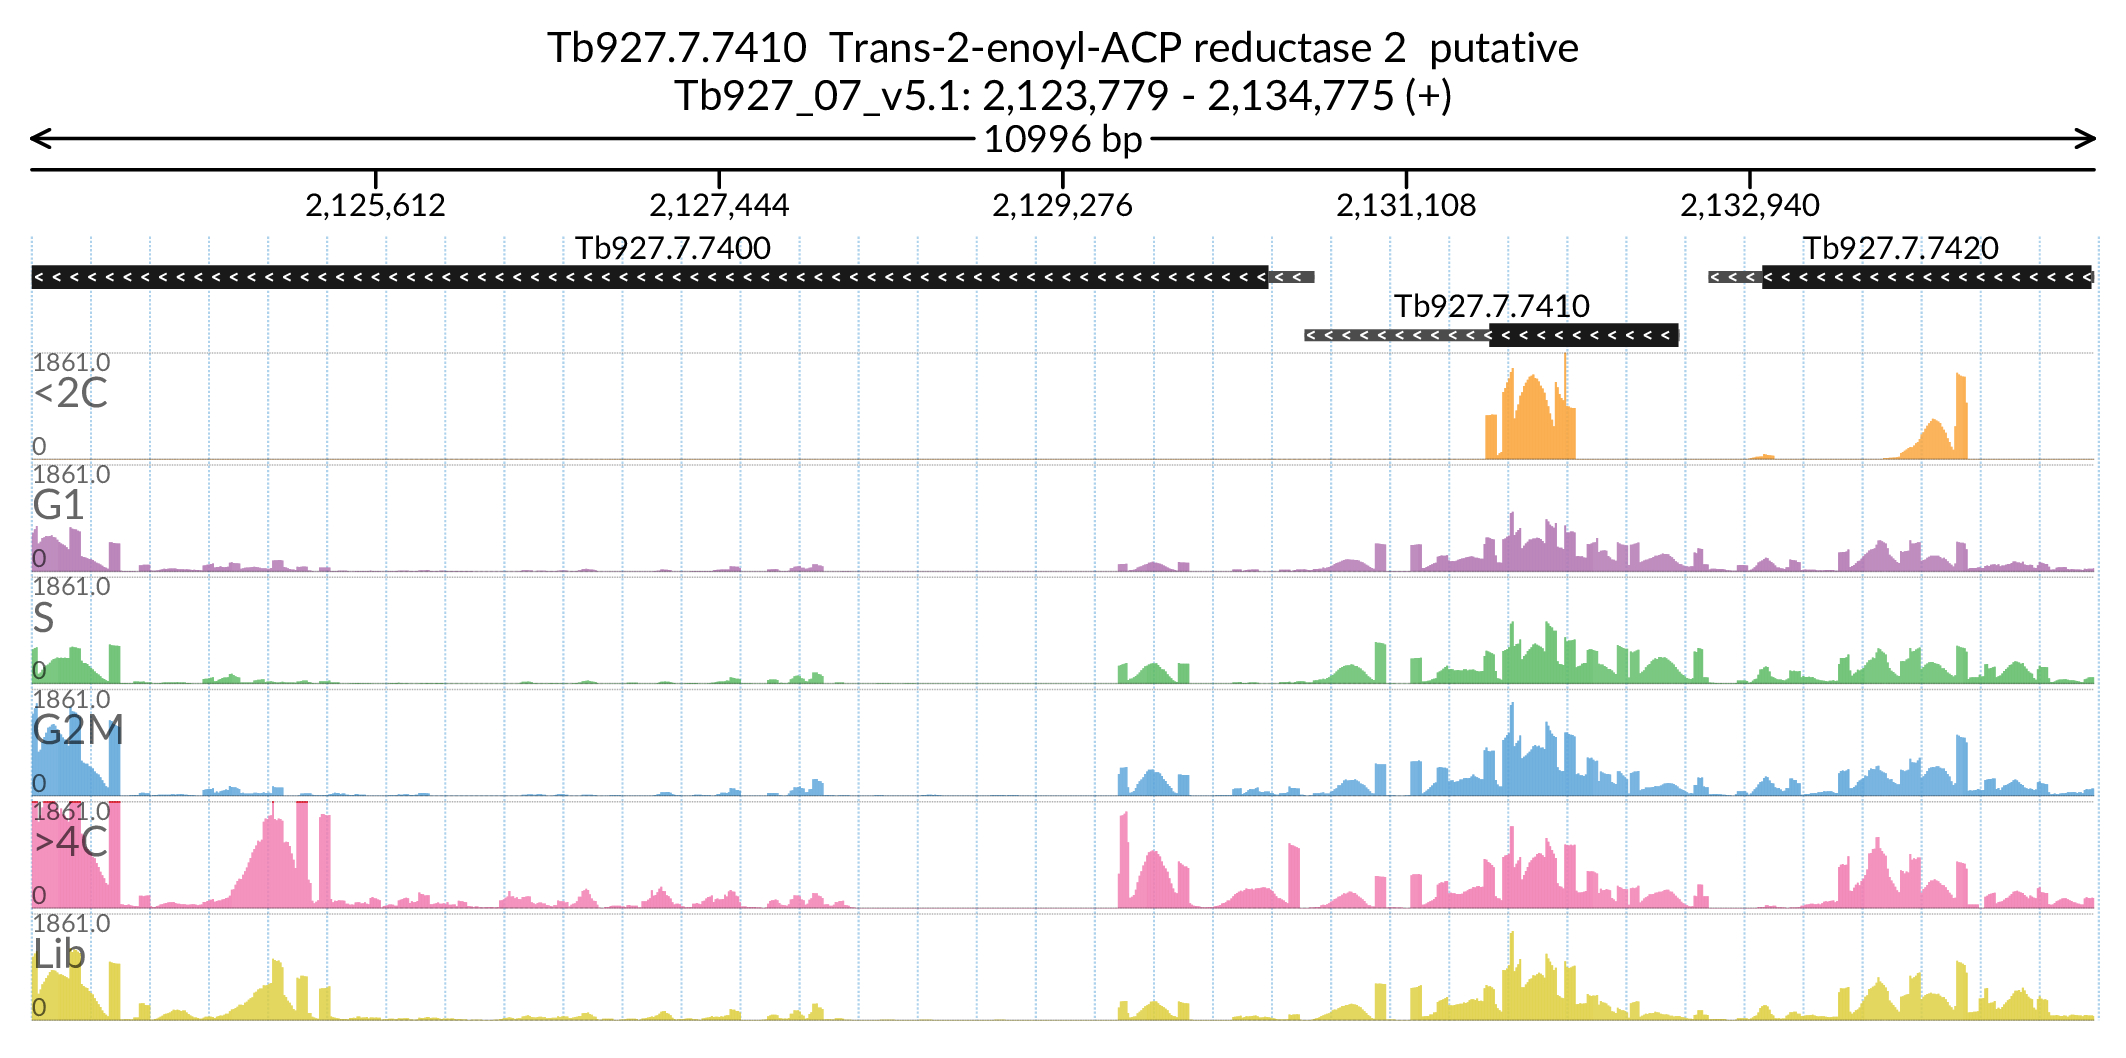 Tb927.7.7410  Trans-2-enoyl-ACP reductase 2  putative
Tb927_07_v5.1: 2,123,779 - 2,134,775 (+)
10996 bp
2,125,612 2,127,444 2,129,276 2,131,108 2,132,940
Tb927.7.7400 Tb927.7.7420
Tb927.7.7410
1861.0
<2C
0
1861.0
G1
0
1861.0
S
0
1861.0
G2M
0
1861.0
>4C
0
1861.0
Lib
0